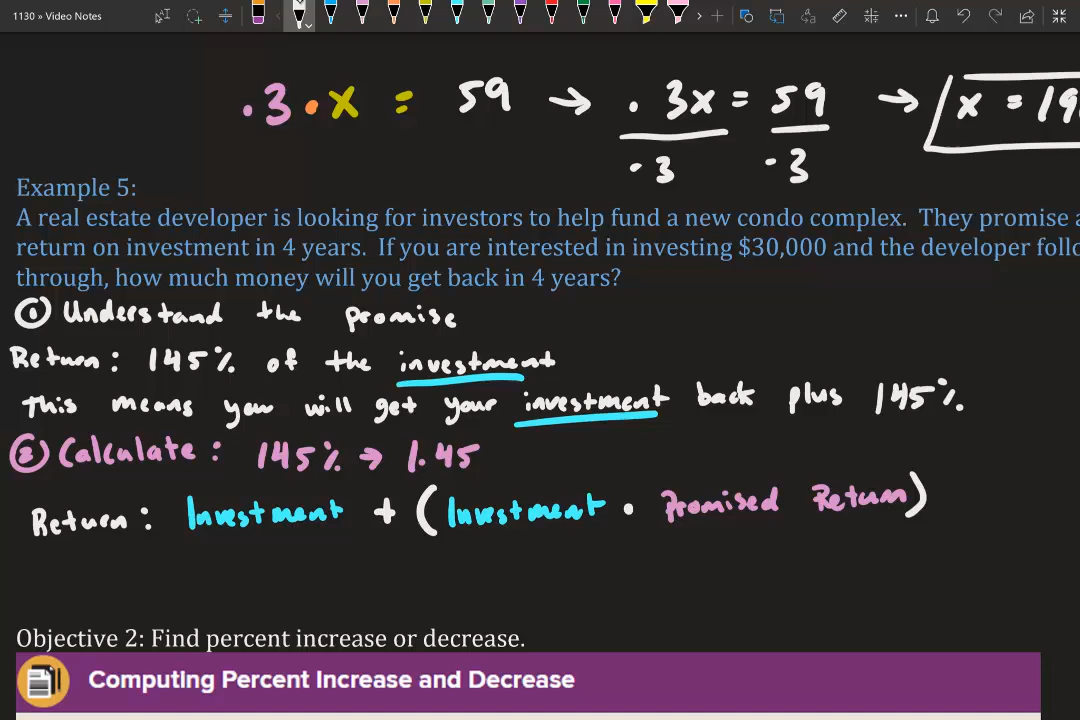 1130 » Video Notes
.3 · x = 59 → .3x = 59 → x = 19
.3 .3
Example 5:
A real estate developer is looking for investors to help fund a new condo complex. They promise a
return on investment in 4 years. If you are interested in investing $30,000 and the developer follo
through, how much money will you get back in 4 years?
① Understand the promise
Return: 145% of the investment
This means you will get your investment back plus 145%.
② Calculate: 145% → 1.45
Return: Investment + (Investment · Promised Return)
Objective 2: Find percent increase or decrease.
Computing Percent Increase and Decrease